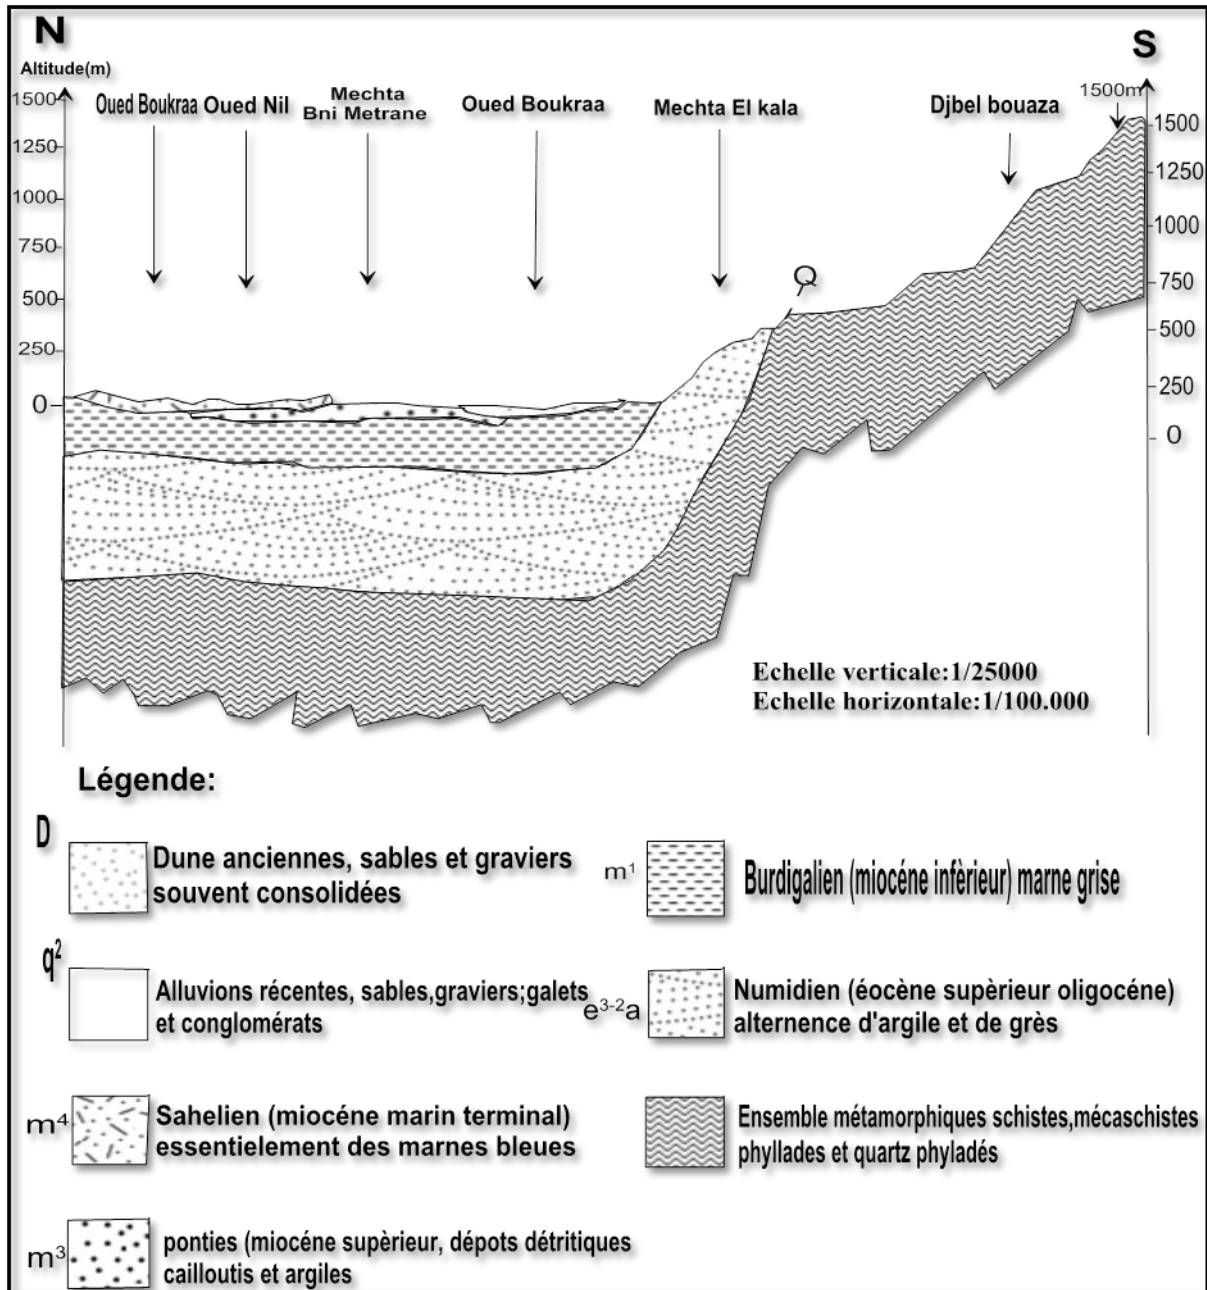 N
S
Altitude(m)
1500
1250
1000
750
500
250
0
Oued Boukraa
Oued Nil
Mechta
Bni Metrane
Oued Boukraa
Mechta El kala
Djbel bouaza
1500m
Q
1500
1250
1000
750
500
250
0
Echelle verticale:1/25000
Echelle horizontale:1/100.000
Légende:
D
Dune anciennes, sables et graviers
souvent consolidées
q²
Alluvions récentes, sables,graviers;galets
et conglomérats
m⁴
Sahelien (miocéne marin terminal)
essentielement des marnes bleues
m³
ponties (miocéne supèrieur, dépots détritiques
cailloutis et argiles
m¹
Burdigalien (miocéne infèrieur) marne grise
e³⁻²a
Numidien (éocène supèrieur oligocéne)
alternence d'argile et de grès
Ensemble métamorphiques schistes,mécaschistes
phyllades et quartz phyladés